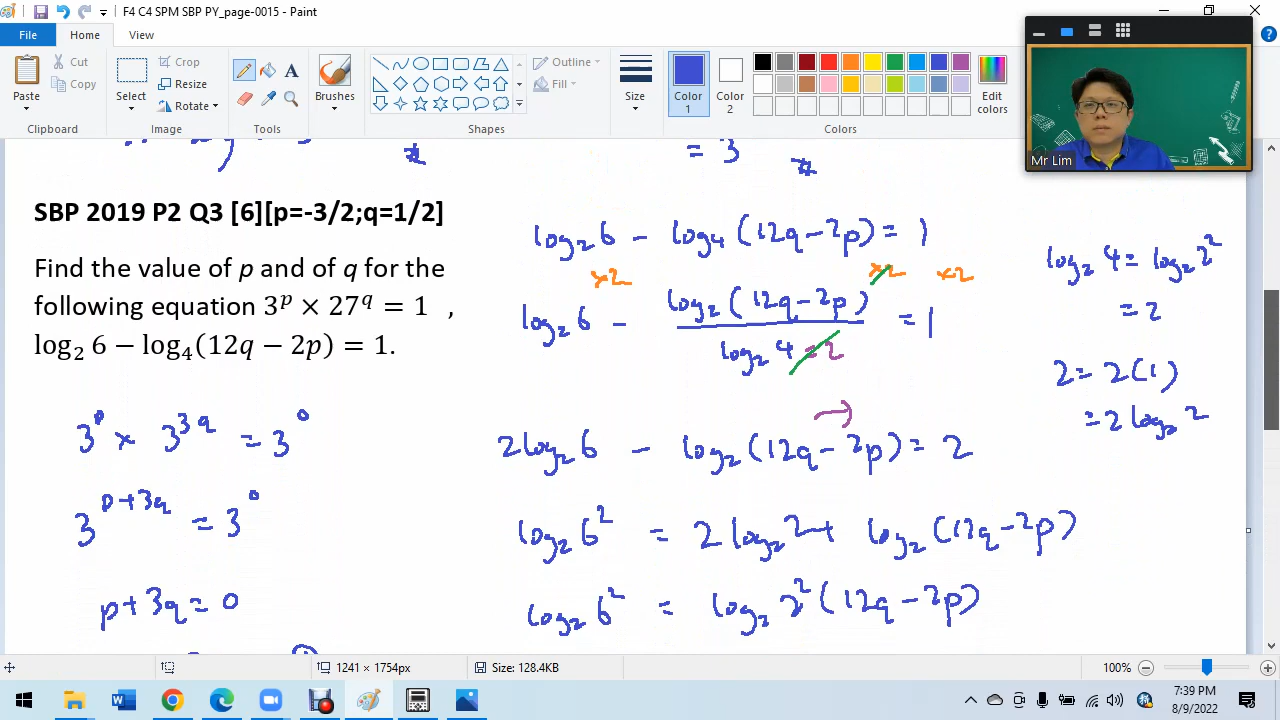 F4 C4 SPM SBP PY_page-0015 - Paint
File Home View
Paste Cut Copy Clipboard
Select Crop Resize Rotate Image
Tools
Brushes
Shapes
Outline Fill
Size
Color 1 Color 2 Edit colors Colors
Mr Lim
= 3
SBP 2019 P2 Q3 [6][p=-3/2;q=1/2]
Find the value of p and of q for the
following equation 3ᵖ × 27^q = 1 ,
log₂ 6 − log₄(12q − 2p) = 1.
3^p × 3^3q = 3^0
3^p+3q = 3^0
p + 3q = 0
log₂ 6 − log₄ (12q − 2p) = 1
×2 ×2 ×2
log₂ 6 − log₂ (12q − 2p) / log₂ 4 = 2 = 1
2 log₂ 6 − log₂ (12q − 2p) = 2
log₂ 6² = 2 log₂ 2 + log₂ (12q − 2p)
log₂ 6² = log₂ 2² (12q − 2p)
log₂ 4 = log₂ 2²
= 2
2 = 2(1)
= 2 log₂ 2
1241 × 1754px Size: 128.4KB 100%
7:39 PM
8/9/2022